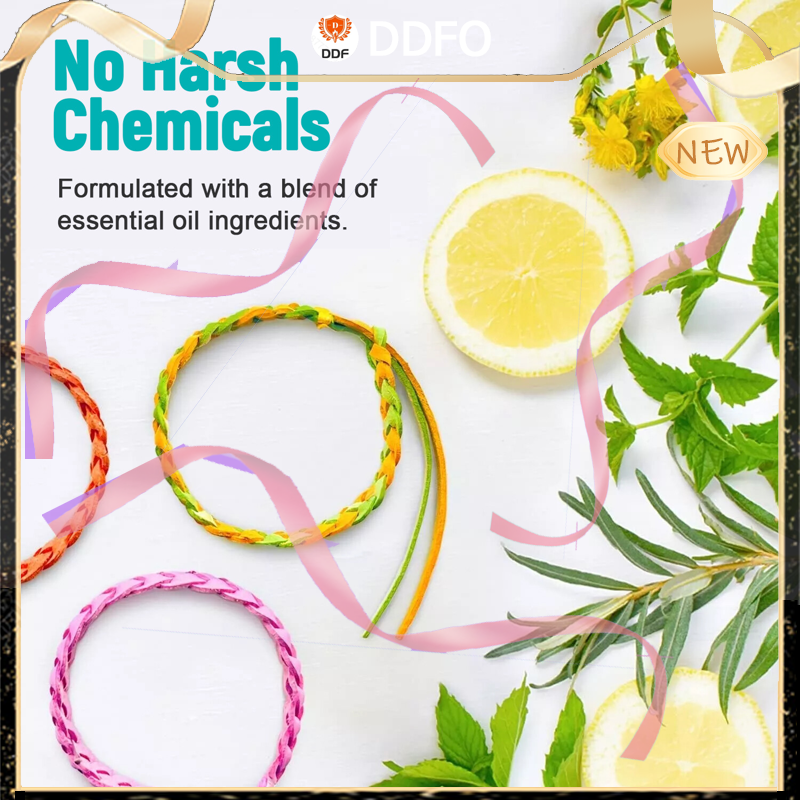 DDF
DDFO
No Harsh
Chemicals
NEW
Formulated with a blend of
essential oil ingredients.